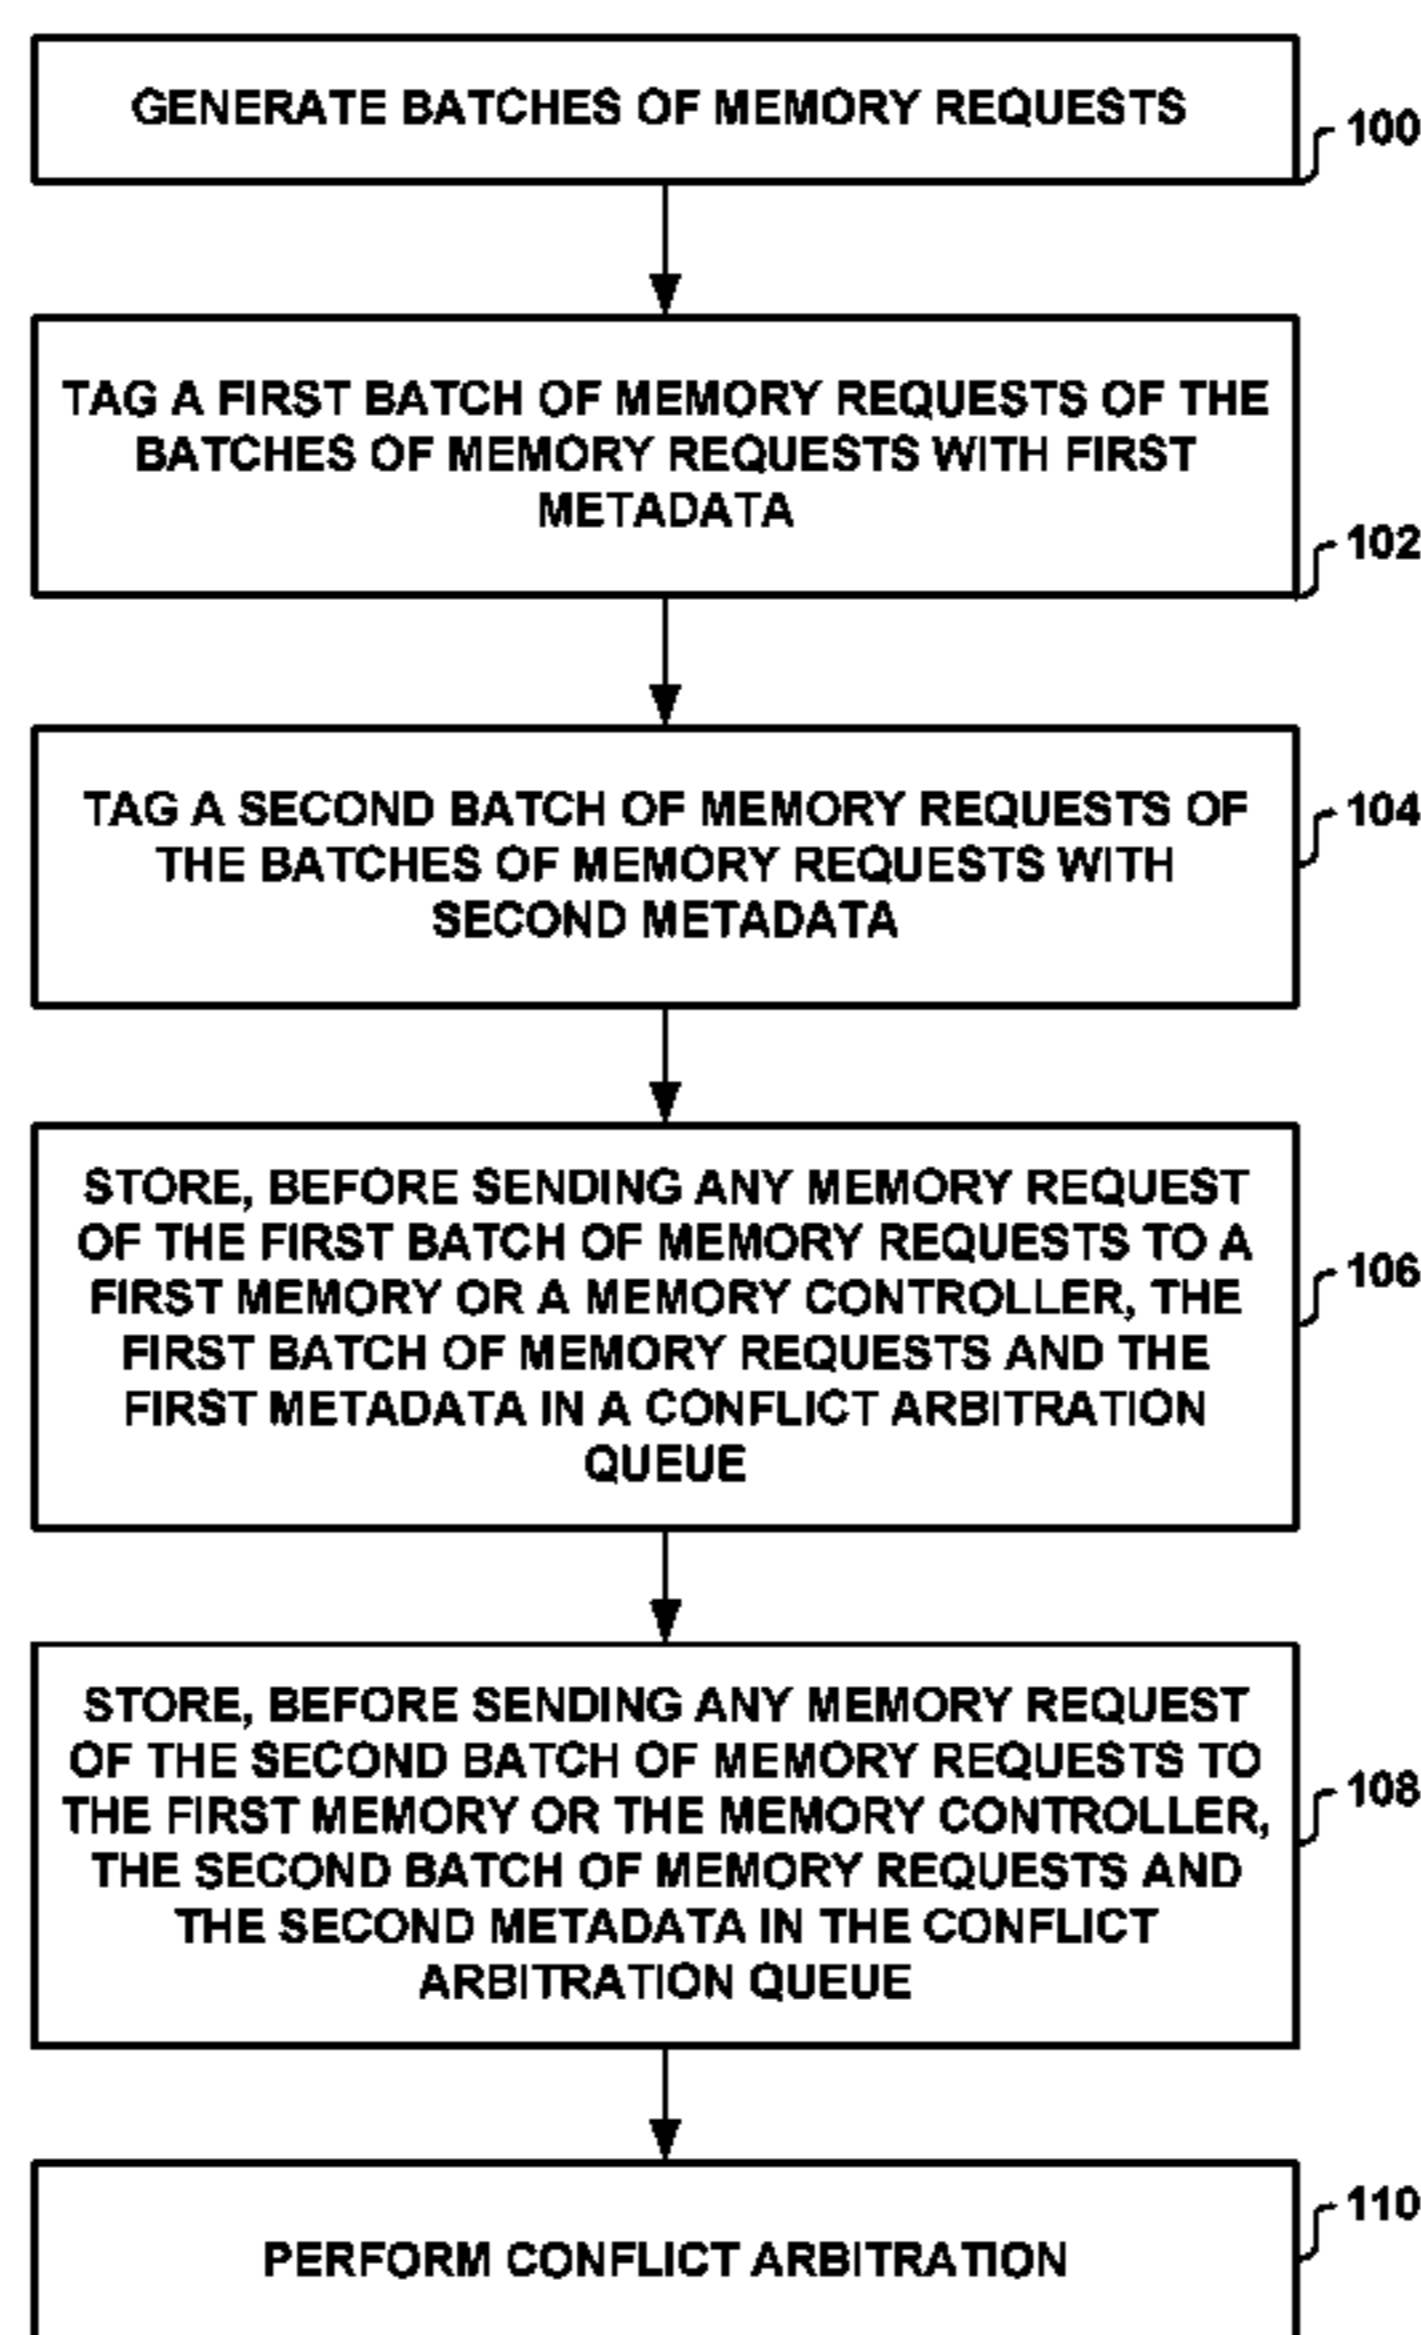 GENERATE BATCHES OF MEMORY REQUESTS
100
TAG A FIRST BATCH OF MEMORY REQUESTS OF THE
BATCHES OF MEMORY REQUESTS WITH FIRST
METADATA
102
TAG A SECOND BATCH OF MEMORY REQUESTS OF
THE BATCHES OF MEMORY REQUESTS WITH
SECOND METADATA
104
STORE, BEFORE SENDING ANY MEMORY REQUEST
OF THE FIRST BATCH OF MEMORY REQUESTS TO A
FIRST MEMORY OR A MEMORY CONTROLLER, THE
FIRST BATCH OF MEMORY REQUESTS AND THE
FIRST METADATA IN A CONFLICT ARBITRATION
QUEUE
106
STORE, BEFORE SENDING ANY MEMORY REQUEST
OF THE SECOND BATCH OF MEMORY REQUESTS TO
THE FIRST MEMORY OR THE MEMORY CONTROLLER,
THE SECOND BATCH OF MEMORY REQUESTS AND
THE SECOND METADATA IN THE CONFLICT
ARBITRATION QUEUE
108
PERFORM CONFLICT ARBITRATION
110